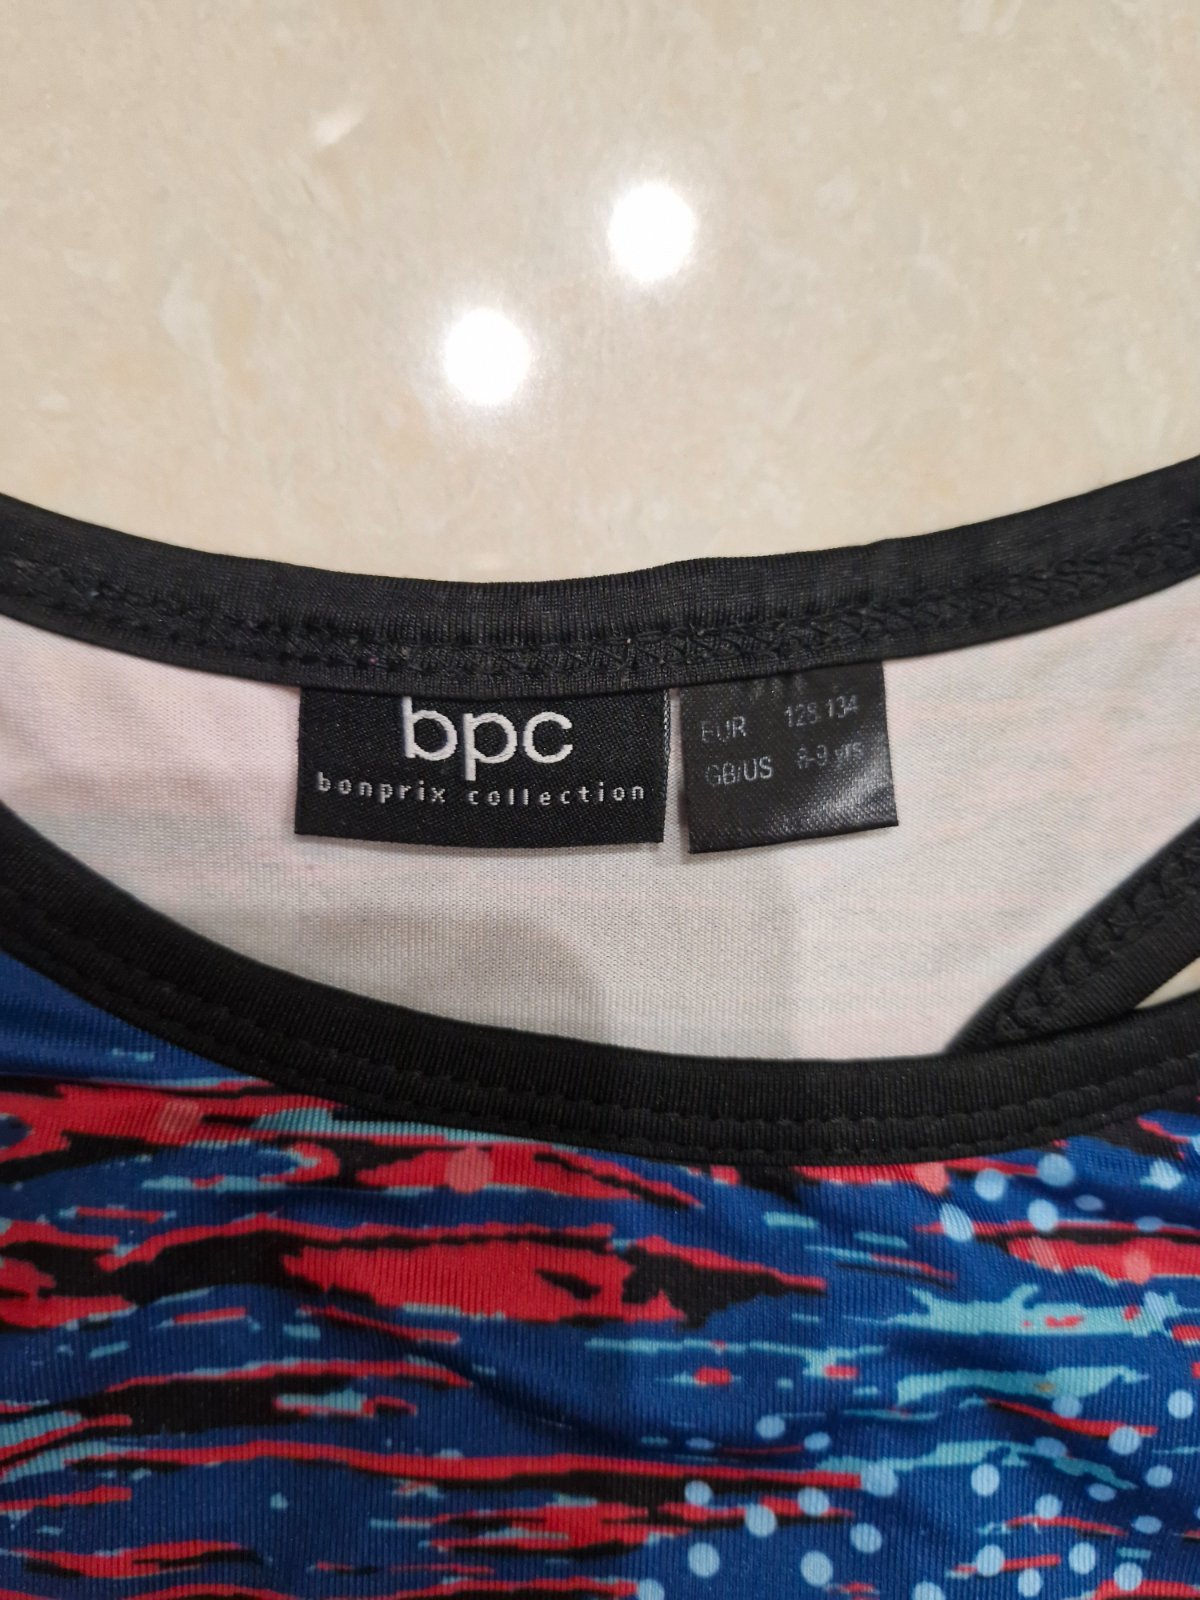 bpc
bonprix collection
EUR 128-134
GB/US 8-9 yrs